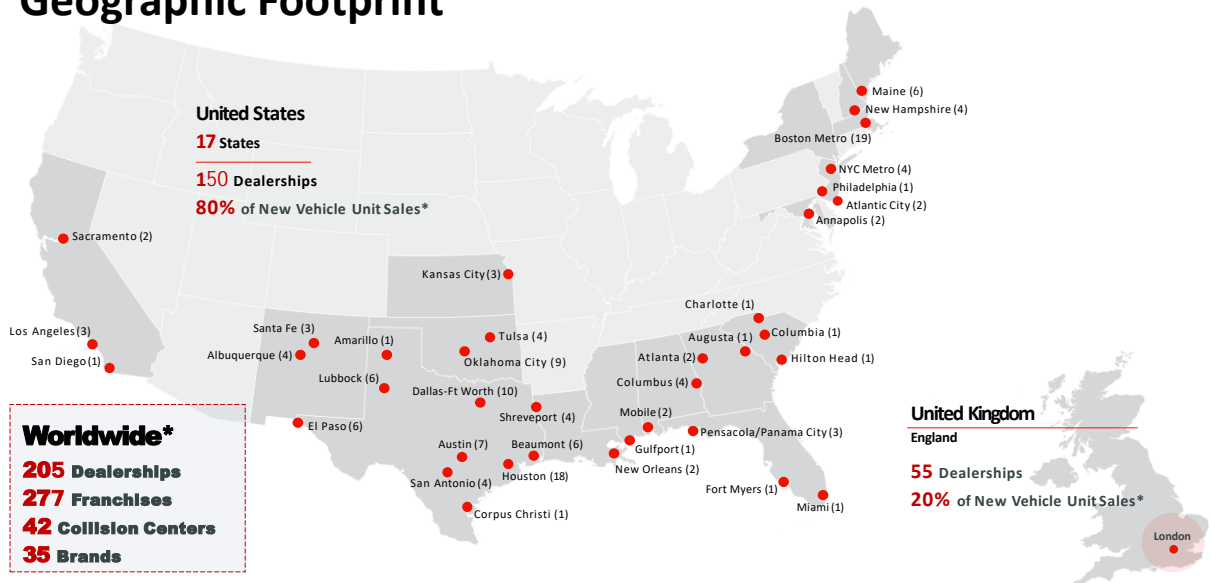 Geographic Footprint
United States
17 States
150 Dealerships
80% of New Vehicle Unit Sales*
Maine (6)
New Hampshire (4)
Boston Metro (19)
NYC Metro (4)
Philadelphia (1)
Atlantic City (2)
Annapolis (2)
Sacramento (2)
Kansas City (3)
Los Angeles (3)
San Diego (1)
Santa Fe (3)
Albuquerque (4)
Amarillo (1)
Lubbock (6)
El Paso (6)
Tulsa (4)
Oklahoma City (9)
Dallas-Ft Worth (10)
Shreveport (4)
Austin (7)
Beaumont (6)
San Antonio (4)
Houston (18)
Corpus Christi (1)
Charlotte (1)
Columbia (1)
Augusta (1)
Hilton Head (1)
Atlanta (2)
Columbus (4)
Mobile (2)
Pensacola/Panama City (3)
Gulfport (1)
New Orleans (2)
Fort Myers (1)
Miami (1)
Worldwide*
205 Dealerships
277 Franchises
42 Collision Centers
35 Brands
United Kingdom
England
55 Dealerships
20% of New Vehicle Unit Sales*
London